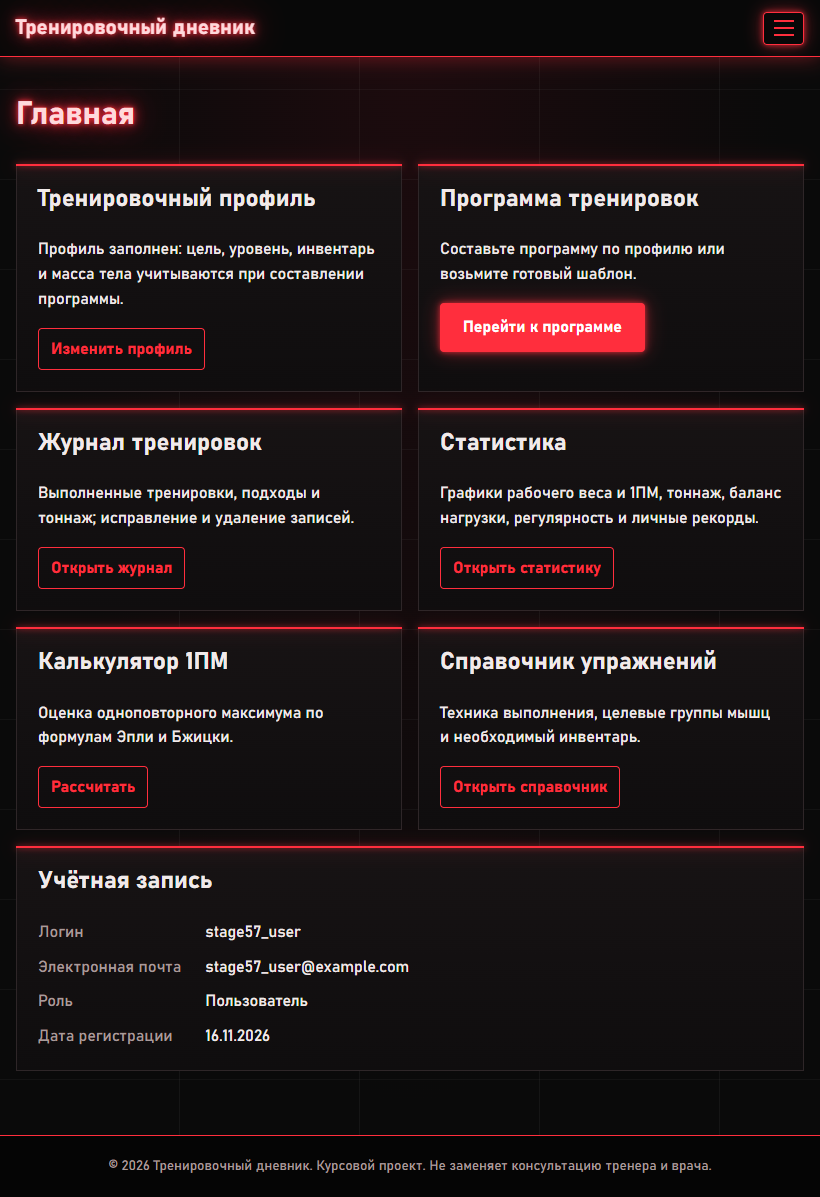 Тренировочный дневник
Главная
Тренировочный профиль
Профиль заполнен: цель, уровень, инвентарь
и масса тела учитываются при составлении
программы.
Изменить профиль
Программа тренировок
Составьте программу по профилю или
возьмите готовый шаблон.
Перейти к программе
Журнал тренировок
Выполненные тренировки, подходы и
тоннаж; исправление и удаление записей.
Открыть журнал
Статистика
Графики рабочего веса и 1ПМ, тоннаж, баланс
нагрузки, регулярность и личные рекорды.
Открыть статистику
Калькулятор 1ПМ
Оценка одноповторного максимума по
формулам Эпли и Бжицки.
Рассчитать
Справочник упражнений
Техника выполнения, целевые группы мышц
и необходимый инвентарь.
Открыть справочник
Учётная запись
Логин stage57_user
Электронная почта stage57_user@example.com
Роль Пользователь
Дата регистрации 16.11.2026
© 2026 Тренировочный дневник. Курсовой проект. Не заменяет консультацию тренера и врача.